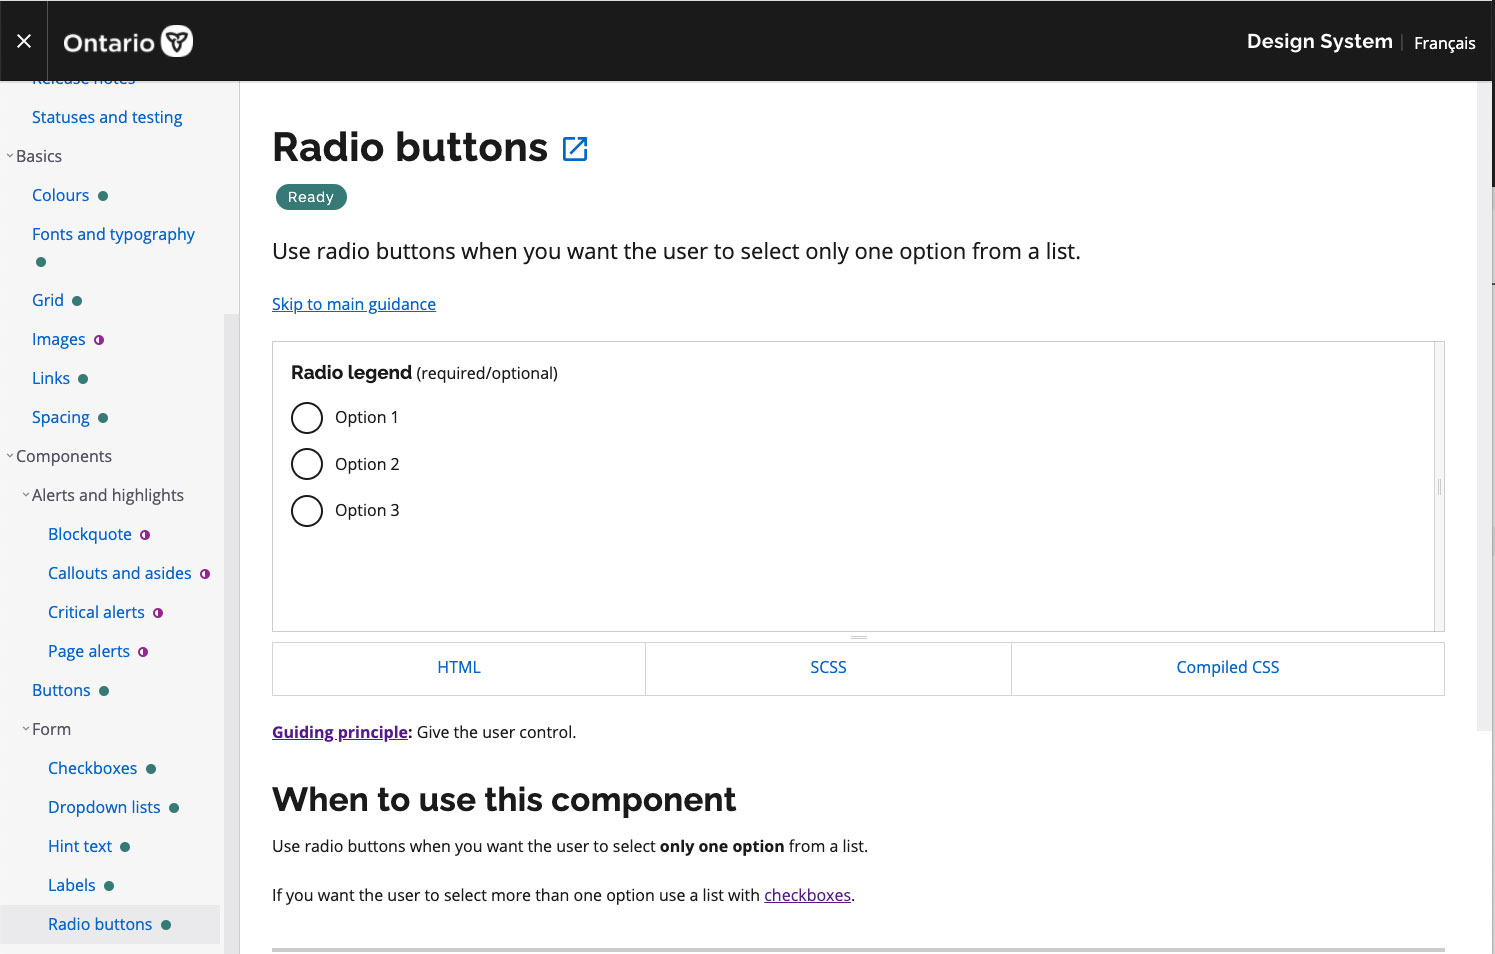 Ontario
Design System
Français
Release notes
Statuses and testing
Basics
Colours
Fonts and typography
Grid
Images
Links
Spacing
Components
Alerts and highlights
Blockquote
Callouts and asides
Critical alerts
Page alerts
Buttons
Form
Checkboxes
Dropdown lists
Hint text
Labels
Radio buttons
Radio buttons
Ready
Use radio buttons when you want the user to select only one option from a list.
Skip to main guidance
Radio legend (required/optional)
Option 1
Option 2
Option 3
HTML
SCSS
Compiled CSS
Guiding principle: Give the user control.
When to use this component
Use radio buttons when you want the user to select only one option from a list.
If you want the user to select more than one option use a list with checkboxes.